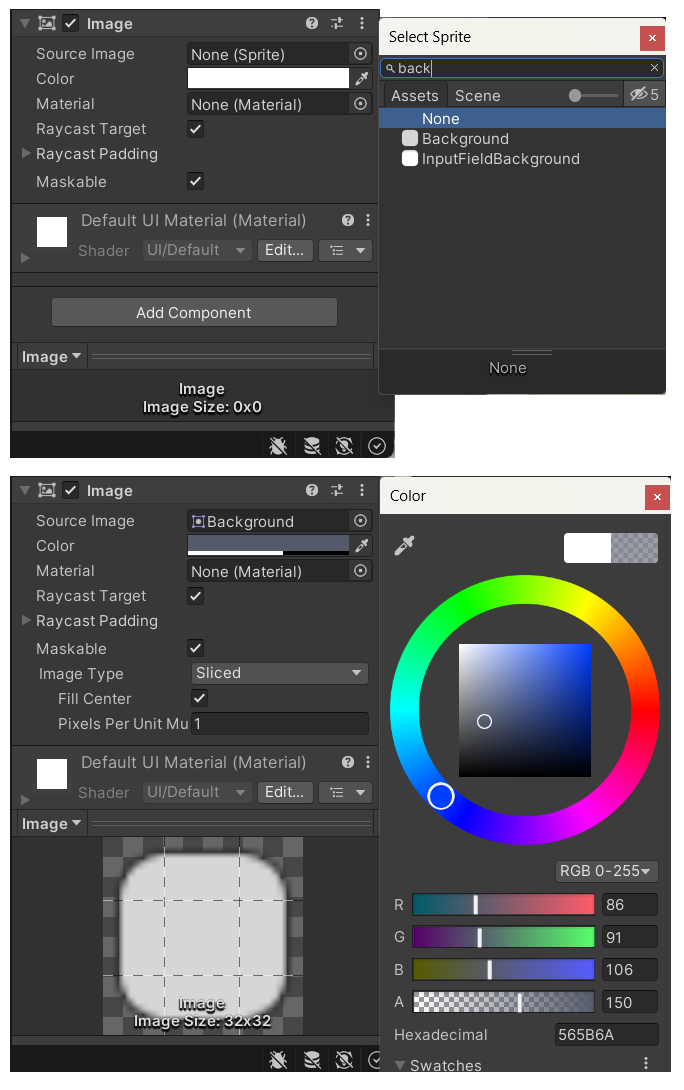 Image
Source Image None (Sprite)
Color
Material None (Material)
Raycast Target
Raycast Padding
Maskable
Default UI Material (Material)
Shader UI/Default Edit...
Add Component
Image
Image
Image Size: 0x0
Select Sprite
back
Assets Scene 5
None
Background
InputFieldBackground
None
Image
Source Image Background
Color
Material None (Material)
Raycast Target
Raycast Padding
Maskable
Image Type Sliced
Fill Center
Pixels Per Unit Mu 1
Default UI Material (Material)
Shader UI/Default Edit...
Image
Image
Image Size: 32x32
Color
RGB 0-255
R 86
G 91
B 106
A 150
Hexadecimal 565B6A
Swatches